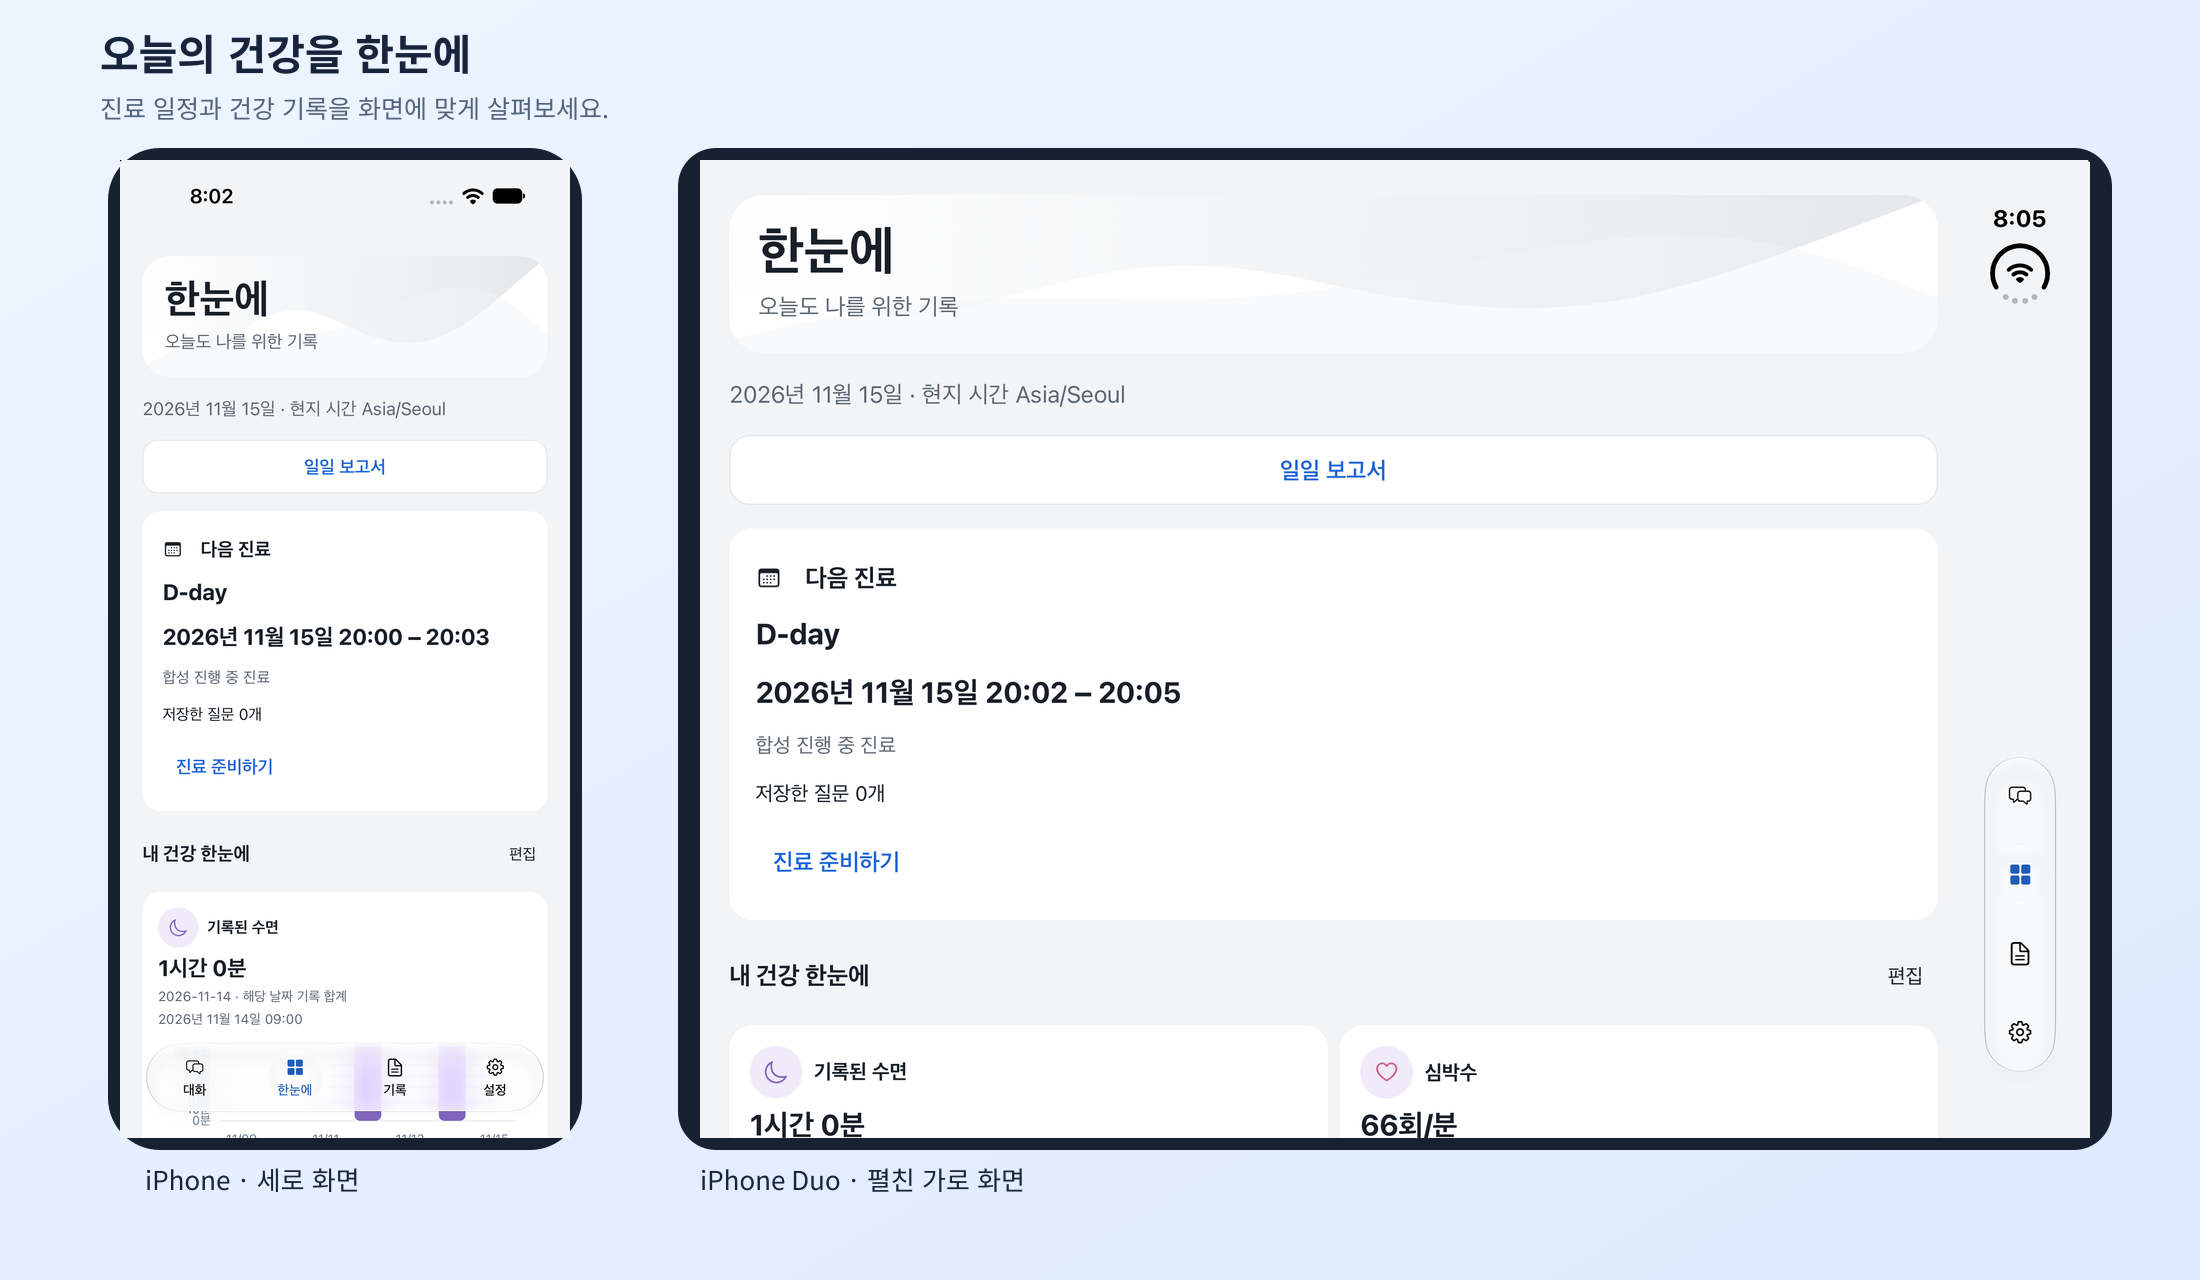 오늘의 건강을 한눈에
진료 일정과 건강 기록을 화면에 맞게 살펴보세요.
8:02
한눈에
오늘도 나를 위한 기록
2026년 11월 15일 · 현지 시간 Asia/Seoul
일일 보고서
다음 진료
D-day
2026년 11월 15일 20:00 – 20:03
합성 진행 중 진료
저장한 질문 0개
진료 준비하기
내 건강 한눈에
편집
기록된 수면
1시간 0분
2026-11-14 · 해당 날짜 기록 합계
2026년 11월 14일 09:00
대화
한눈에
기록
설정
0분
iPhone · 세로 화면
8:05
한눈에
오늘도 나를 위한 기록
2026년 11월 15일 · 현지 시간 Asia/Seoul
일일 보고서
다음 진료
D-day
2026년 11월 15일 20:02 – 20:05
합성 진행 중 진료
저장한 질문 0개
진료 준비하기
내 건강 한눈에
편집
기록된 수면
1시간 0분
심박수
66회/분
iPhone Duo · 펼친 가로 화면